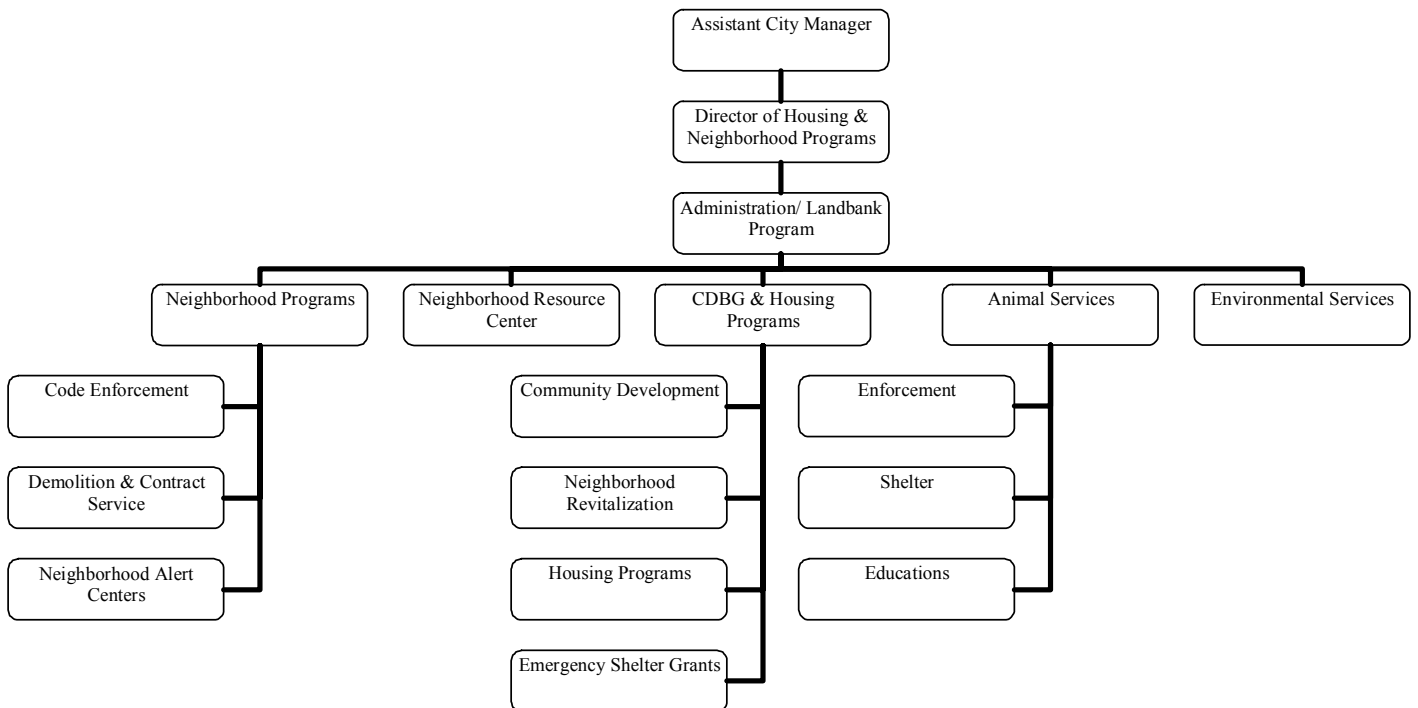 Assistant City Manager
Director of Housing &
Neighborhood Programs
Administration/ Landbank
Program
Neighborhood Programs
Neighborhood Resource
Center
CDBG & Housing
Programs
Animal Services
Environmental Services
Code Enforcement
Demolition & Contract
Service
Neighborhood Alert
Centers
Community Development
Neighborhood
Revitalization
Housing Programs
Emergency Shelter Grants
Enforcement
Shelter
Educations